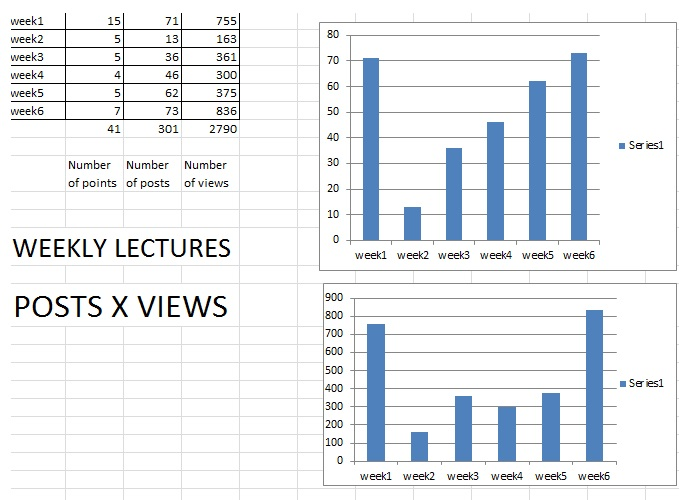 week1 15 71 755
week2 5 13 163
week3 5 36 361
week4 4 46 300
week5 5 62 375
week6 7 73 836
41 301 2790
Number Number Number
of points of posts of views
WEEKLY LECTURES
POSTS X VIEWS
80
70
60
50
40
30
20
10
0
week1 week2 week3 week4 week5 week6
Series1
900
800
700
600
500
400
300
200
100
0
week1 week2 week3 week4 week5 week6
Series1